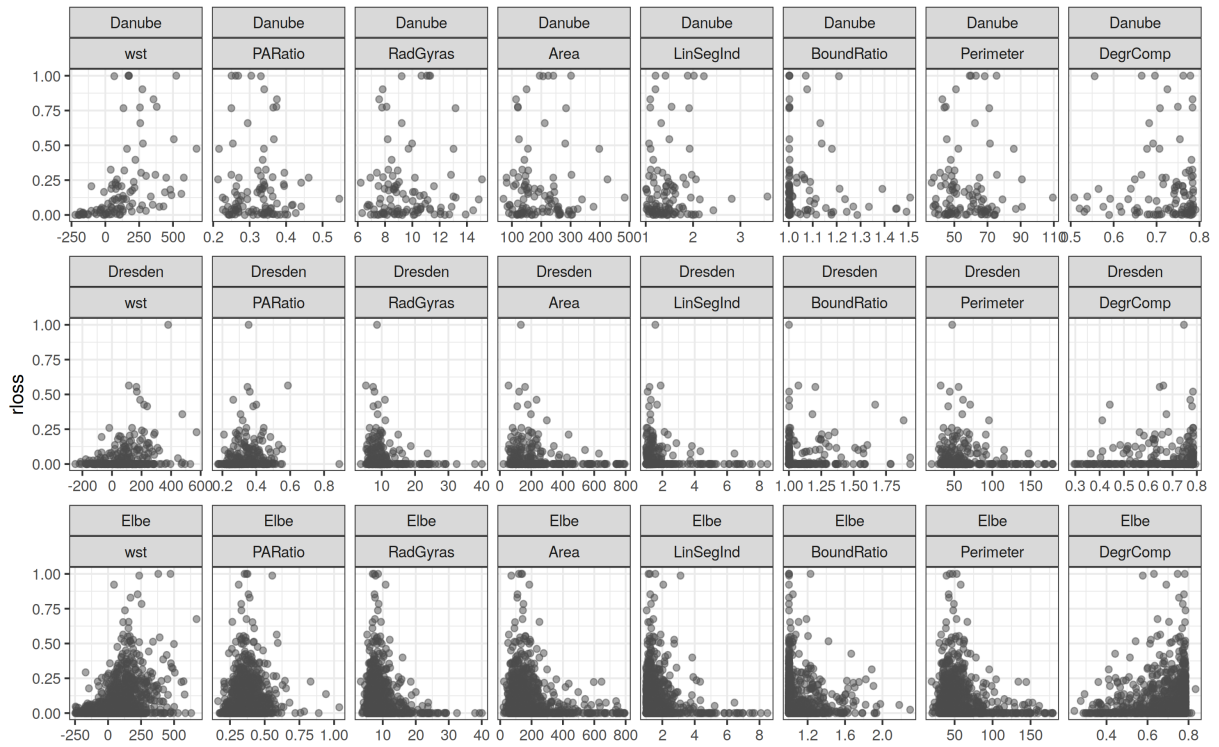 Danube Danube Danube Danube Danube Danube Danube Danube
wst PARatio RadGyras Area LinSegInd BoundRatio Perimeter DegrComp
1.00
0.75
0.50
0.25
0.00
-250 0 250 500 0.2 0.3 0.4 0.5 6 8 10 12 14 100 200 300 400 500 1 2 3 1.0 1.1 1.2 1.3 1.4 1.5 50 70 90 110 0.5 0.6 0.7 0.8
Dresden Dresden Dresden Dresden Dresden Dresden Dresden Dresden
wst PARatio RadGyras Area LinSegInd BoundRatio Perimeter DegrComp
1.00
0.75
rloss
0.50
0.25
0.00
-200 0 200 400 600 0.2 0.4 0.6 0.8 10 20 30 40 0 200 400 600 800 2 4 6 8 1.00 1.25 1.50 1.75 50 100 150 0.3 0.4 0.5 0.6 0.7 0.8
Elbe Elbe Elbe Elbe Elbe Elbe Elbe Elbe
wst PARatio RadGyras Area LinSegInd BoundRatio Perimeter DegrComp
1.00
0.75
0.50
0.25
0.00
-250 0 250 500 0.25 0.50 0.75 1.00 10 20 30 40 0 200 400 600 800 2 4 6 8 1.2 1.6 2.0 50 100 150 0.4 0.6 0.8